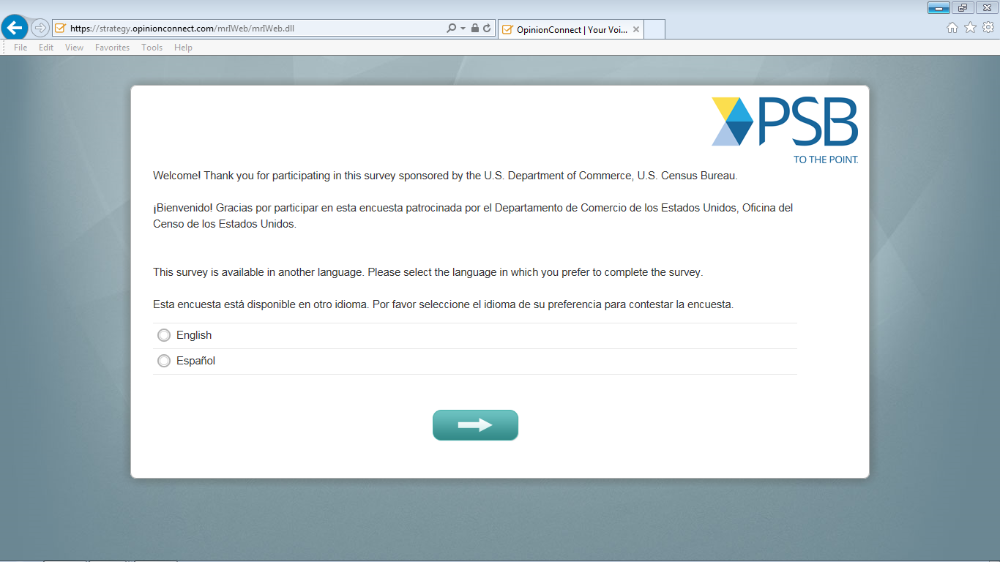 https://strategy.opinionconnect.com/mrIWeb/mrIWeb.dll
OpinionConnect | Your Voi...
File Edit View Favorites Tools Help
PSB
TO THE POINT.
Welcome! Thank you for participating in this survey sponsored by the U.S. Department of Commerce, U.S. Census Bureau.
¡Bienvenido! Gracias por participar en esta encuesta patrocinada por el Departamento de Comercio de los Estados Unidos, Oficina del
Censo de los Estados Unidos.
This survey is available in another language. Please select the language in which you prefer to complete the survey.
Esta encuesta está disponible en otro idioma. Por favor seleccione el idioma de su preferencia para contestar la encuesta.
English
Español